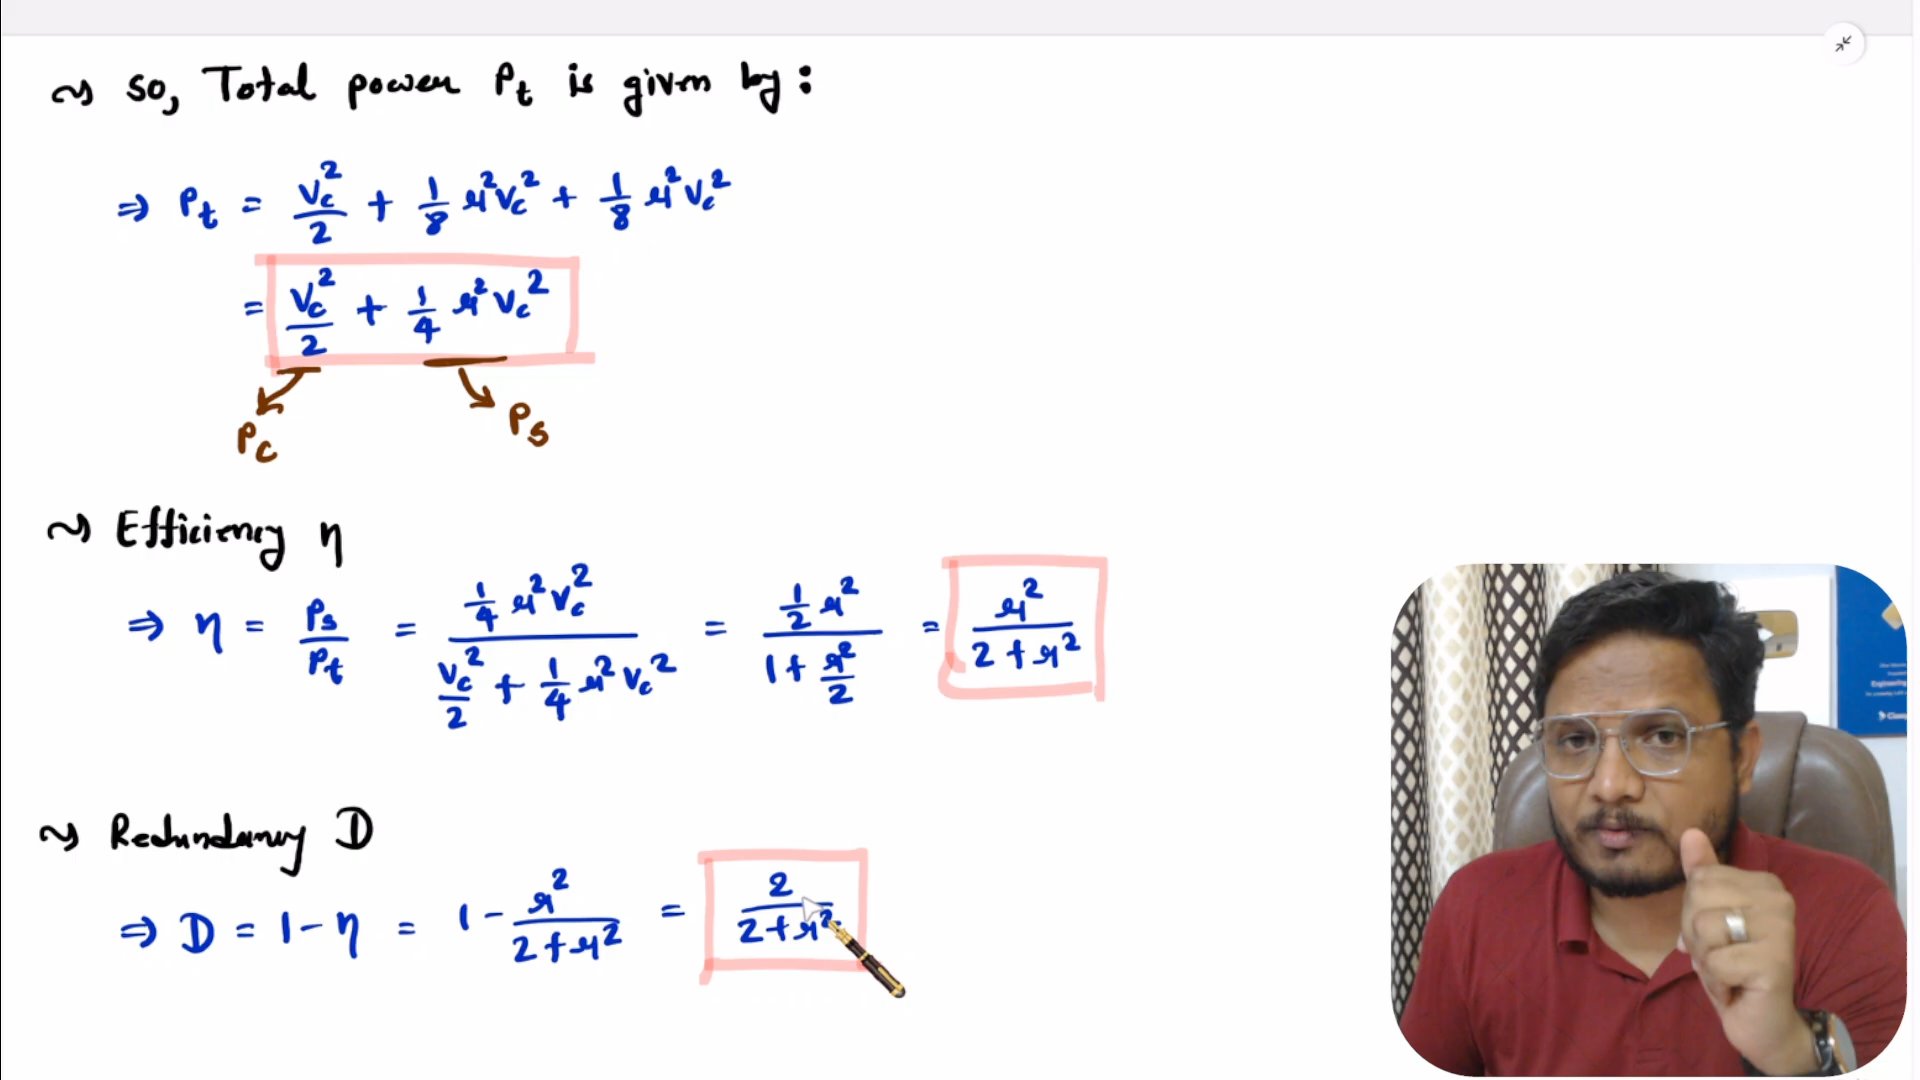 ~> so, Total power Pt is given by:
⇒ Pt = Vc²/2 + 1/8 μ²Vc² + 1/8 μ²Vc²
= Vc²/2 + 1/4 μ²Vc²
Pc
Ps
~> Efficiency η
⇒ η = Ps/Pt = (1/4 μ²Vc²)/(Vc²/2 + 1/4 μ²Vc²) = (1/2 μ²)/(1 + μ²/2) = μ²/(2 + μ²)
~> Redundancy D
⇒ D = 1 - η = 1 - μ²/(2 + μ²) = 2/(2 + μ²)
Engineering